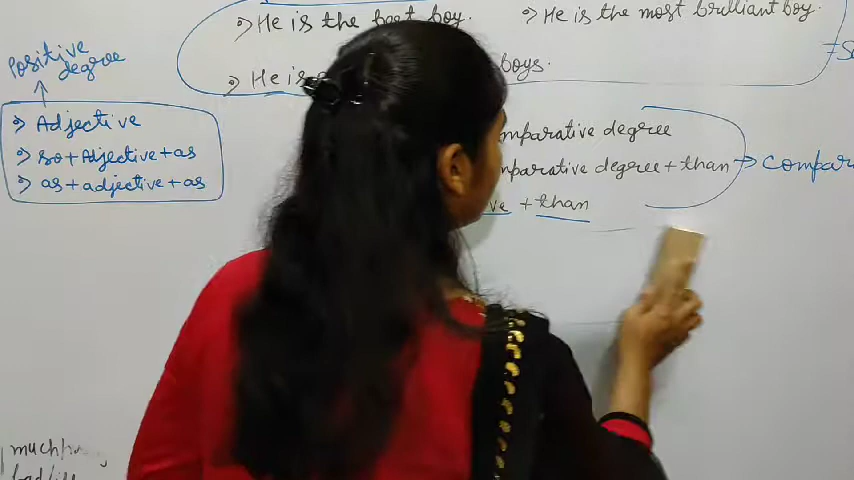 He is the best boy.
He is the most brilliant boy.
He is
boys.
Positive
degree
Adjective
so+Adjective+as
as+adjective+as
mparative degree
mparative degree+than
ve + than
compar
much/